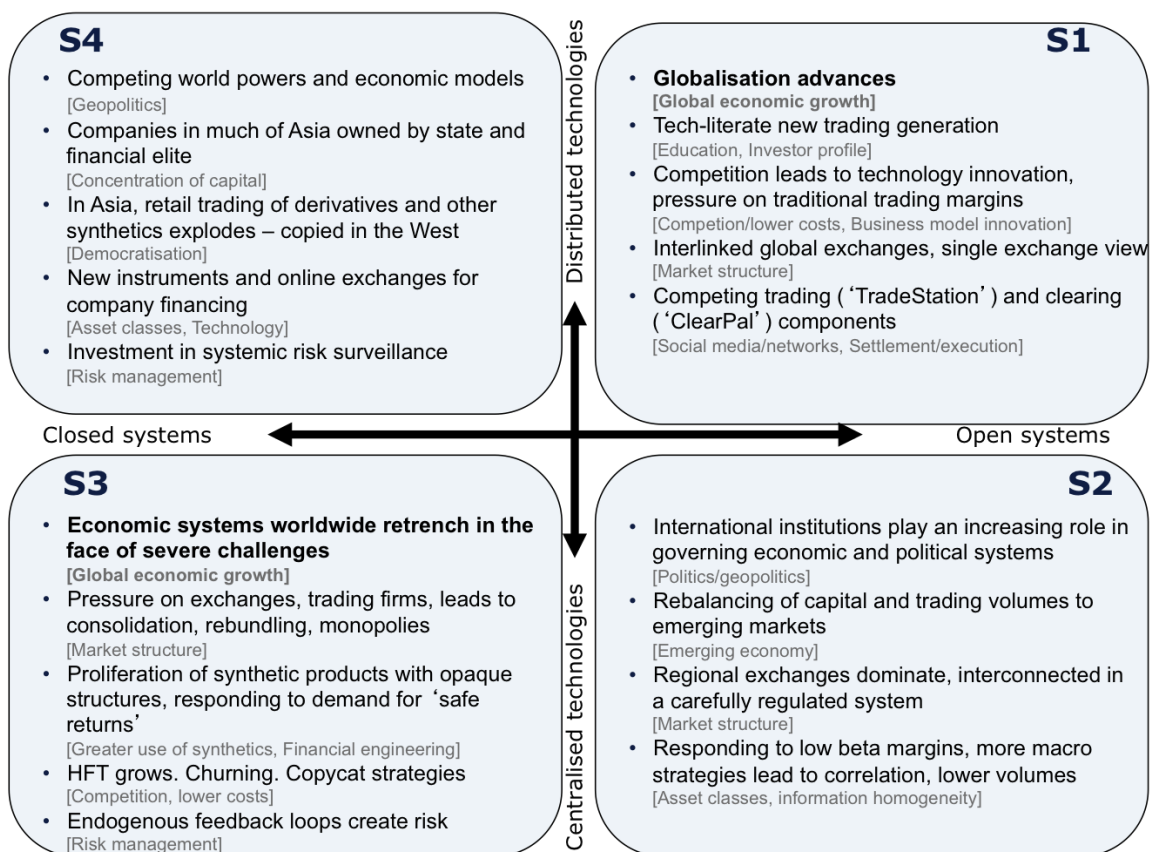 S4
• Competing world powers and economic models
[Geopolitics]
• Companies in much of Asia owned by state and
financial elite
[Concentration of capital]
• In Asia, retail trading of derivatives and other
synthetics explodes – copied in the West
[Democratisation]
• New instruments and online exchanges for
company financing
[Asset classes, Technology]
• Investment in systemic risk surveillance
[Risk management]
Distributed technologies
S1
• Globalisation advances
[Global economic growth]
• Tech-literate new trading generation
[Education, Investor profile]
• Competition leads to technology innovation,
pressure on traditional trading margins
[Competion/lower costs, Business model innovation]
• Interlinked global exchanges, single exchange view
[Market structure]
• Competing trading (‘TradeStation’) and clearing
(‘ClearPal’) components
[Social media/networks, Settlement/execution]
Closed systems
Open systems
S3
• Economic systems worldwide retrench in the
face of severe challenges
[Global economic growth]
• Pressure on exchanges, trading firms, leads to
consolidation, rebundling, monopolies
[Market structure]
• Proliferation of synthetic products with opaque
structures, responding to demand for ‘safe
returns’
[Greater use of synthetics, Financial engineering]
• HFT grows. Churning. Copycat strategies
[Competition, lower costs]
• Endogenous feedback loops create risk
[Risk management]
Centralised technologies
S2
• International institutions play an increasing role in
governing economic and political systems
[Politics/geopolitics]
• Rebalancing of capital and trading volumes to
emerging markets
[Emerging economy]
• Regional exchanges dominate, interconnected in
a carefully regulated system
[Market structure]
• Responding to low beta margins, more macro
strategies lead to correlation, lower volumes
[Asset classes, information homogeneity]